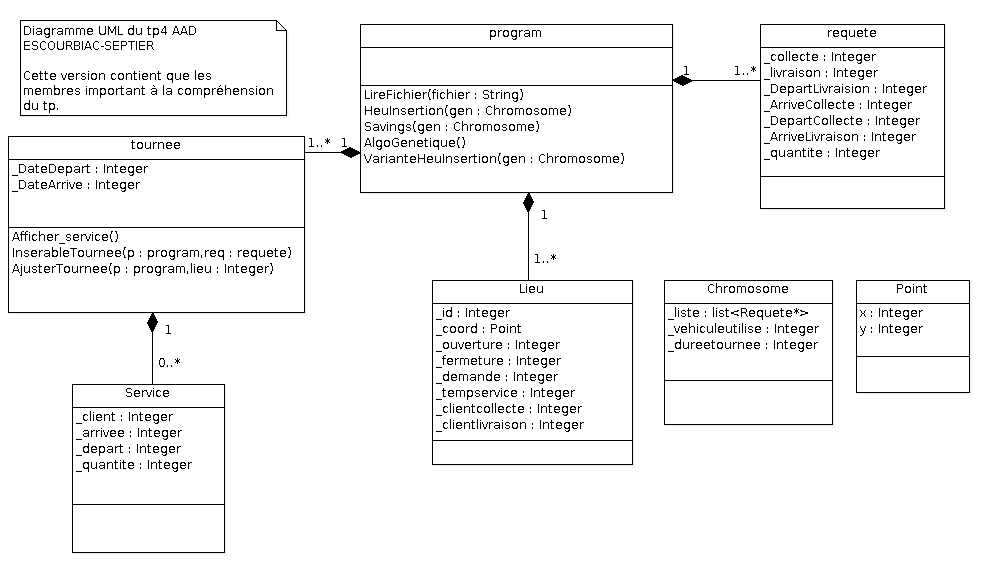 Diagramme UML du tp4 AAD
ESCOURBIAC-SEPTIER
Cette version contient que les
membres important à la compréhension
du tp.
program
LireFichier(fichier : String)
HeuInsertion(gen : Chromosome)
Savings(gen : Chromosome)
AlgoGenetique()
VarianteHeuInsertion(gen : Chromosome)
1
1..*
requete
_collecte : Integer
_livraison : Integer
_DepartLivraision : Integer
_ArriveCollecte : Integer
_DepartCollecte : Integer
_ArriveLivraison : Integer
_quantite : Integer
1..*
1
tournee
_DateDepart : Integer
_DateArrive : Integer
Afficher_service()
InserableTournee(p : program,req : requete)
AjusterTournee(p : program,lieu : Integer)
1
0..*
Service
_client : Integer
_arrivee : Integer
_depart : Integer
_quantite : Integer
1
1..*
Lieu
_id : Integer
_coord : Point
_ouverture : Integer
_fermeture : Integer
_demande : Integer
_tempservice : Integer
_clientcollecte : Integer
_clientlivraison : Integer
Chromosome
_liste : list<Requete*>
_vehiculeutilise : Integer
_dureetournee : Integer
Point
x : Integer
y : Integer